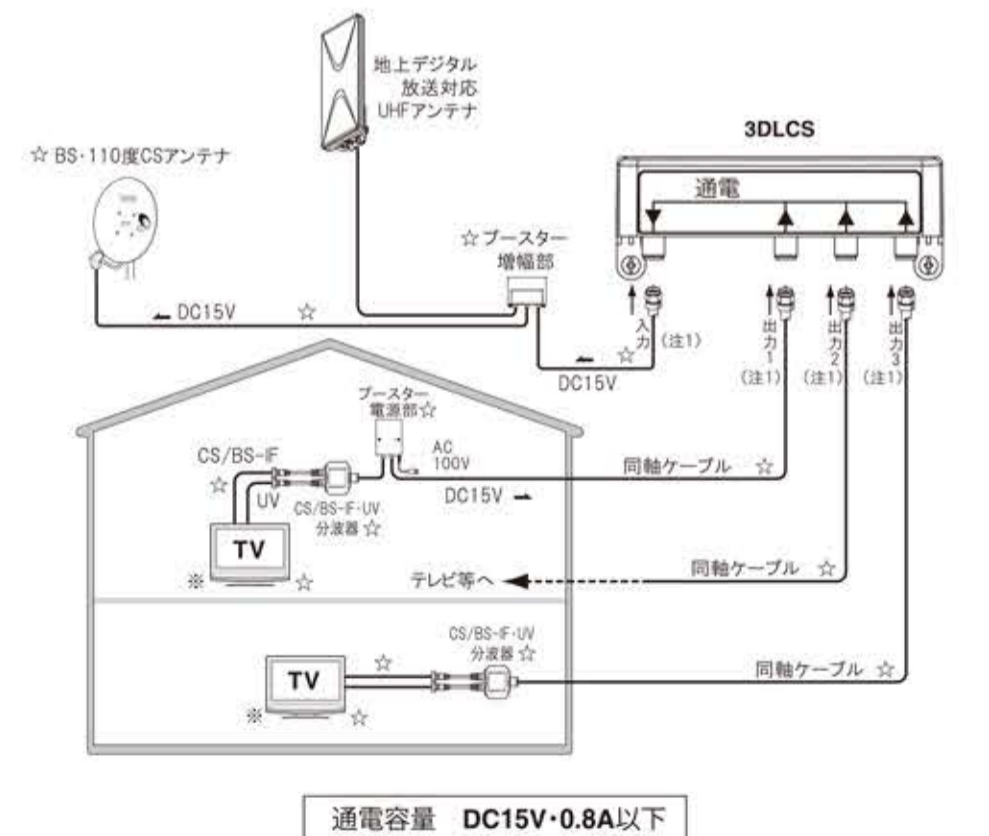 地上デジタル
放送対応
UHFアンテナ
3DLCS
☆ BS・110度CSアンテナ
通電
☆ブースター
増幅部
DC15V ☆
入力 (注1)
☆
DC15V
出力1
(注1)
出力2
(注1)
出力3
(注1)
ブースター
電源部☆
AC
100V
CS/BS-IF
☆
UV
CS/BS-IF・UV
分波器 ☆
DC15V
同軸ケーブル ☆
TV
※ ☆
テレビ等へ
同軸ケーブル ☆
CS/BS-IF・UV
分波器 ☆
☆
TV
※ ☆
同軸ケーブル ☆
通電容量 DC15V・0.8A以下